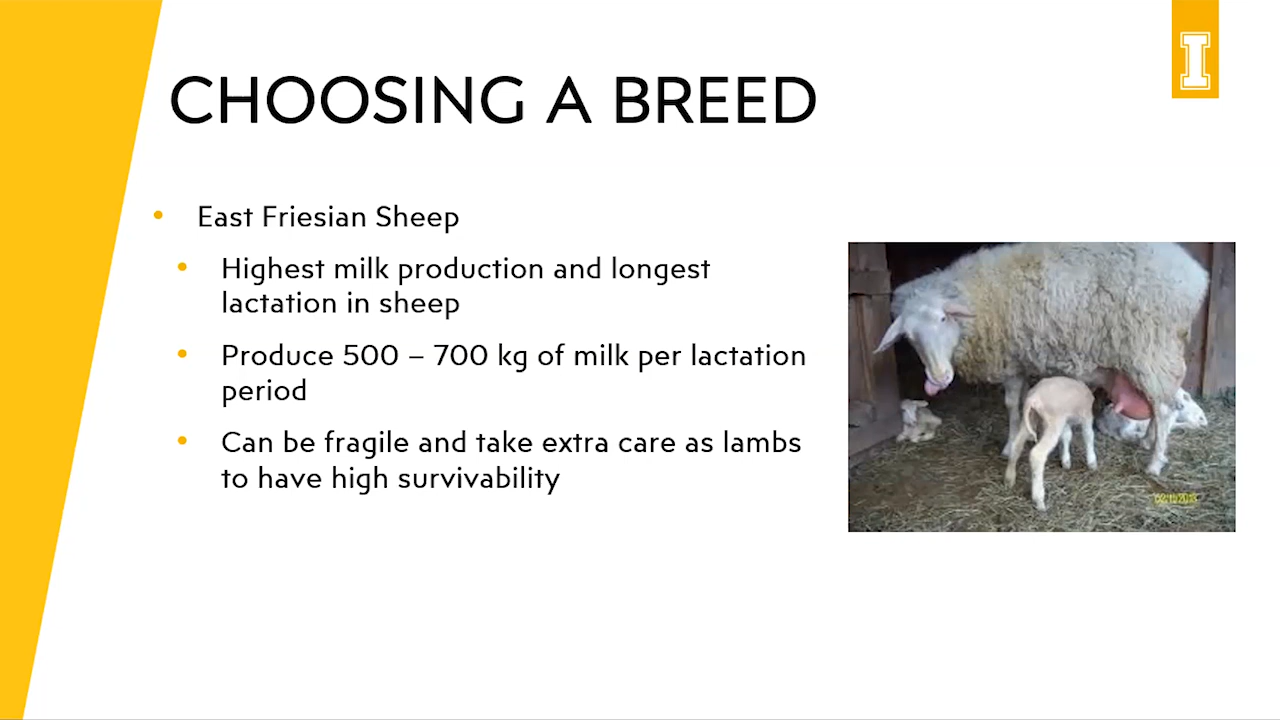 I
CHOOSING A BREED
• East Friesian Sheep
• Highest milk production and longest
lactation in sheep
• Produce 500 – 700 kg of milk per lactation
period
• Can be fragile and take extra care as lambs
to have high survivability